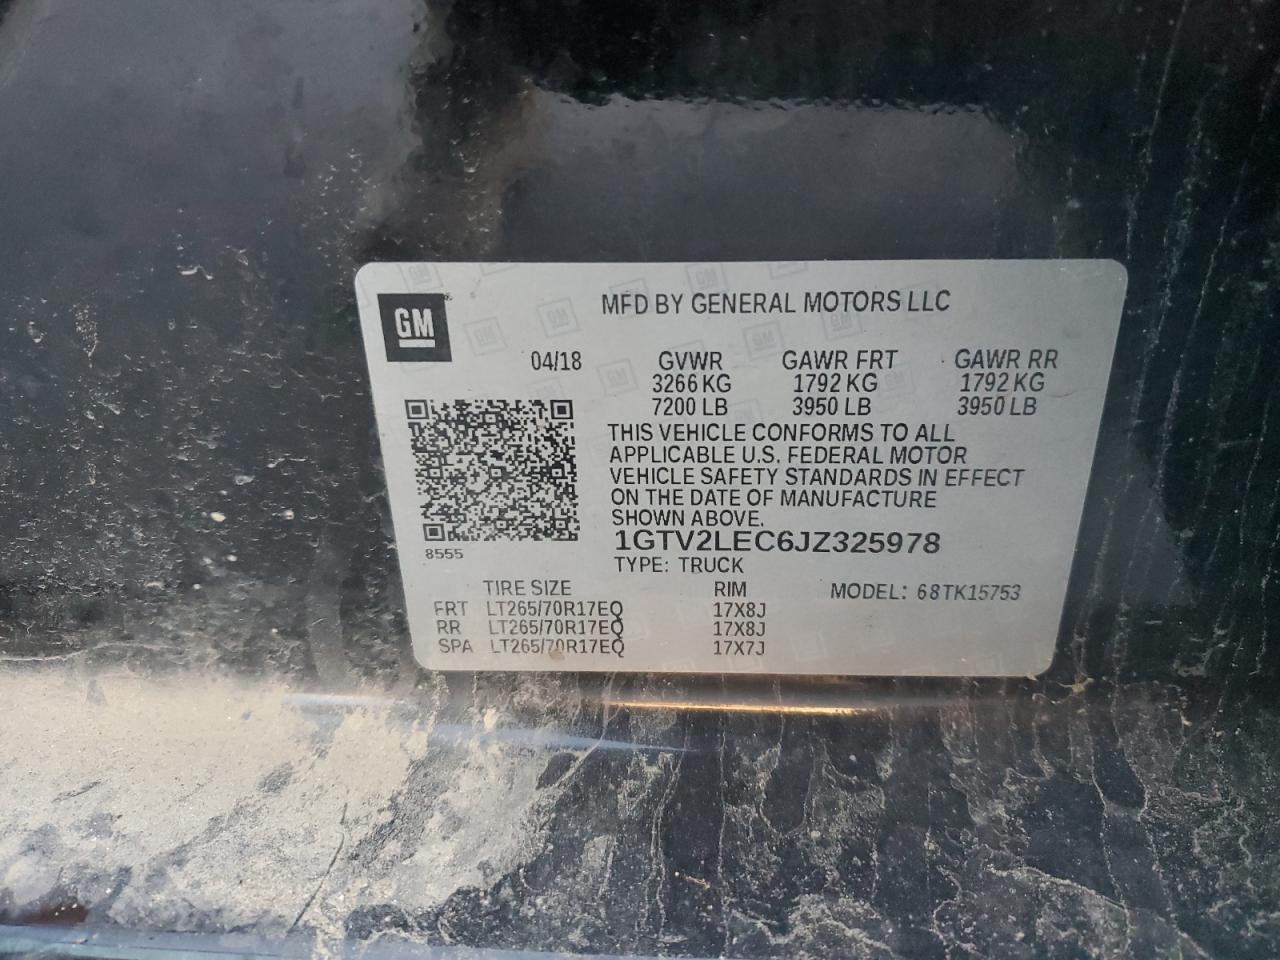 GM
MFD BY GENERAL MOTORS LLC
04/18 GVWR GAWR FRT GAWR RR
3266 KG 1792 KG 1792 KG
7200 LB 3950 LB 3950 LB
THIS VEHICLE CONFORMS TO ALL
APPLICABLE U.S. FEDERAL MOTOR
VEHICLE SAFETY STANDARDS IN EFFECT
ON THE DATE OF MANUFACTURE
SHOWN ABOVE.
8555
1GTV2LEC6JZ325978
TYPE: TRUCK
TIRE SIZE RIM MODEL: 68TK15753
FRT LT265/70R17EQ 17X8J
RR LT265/70R17EQ 17X8J
SPA LT265/70R17EQ 17X7J